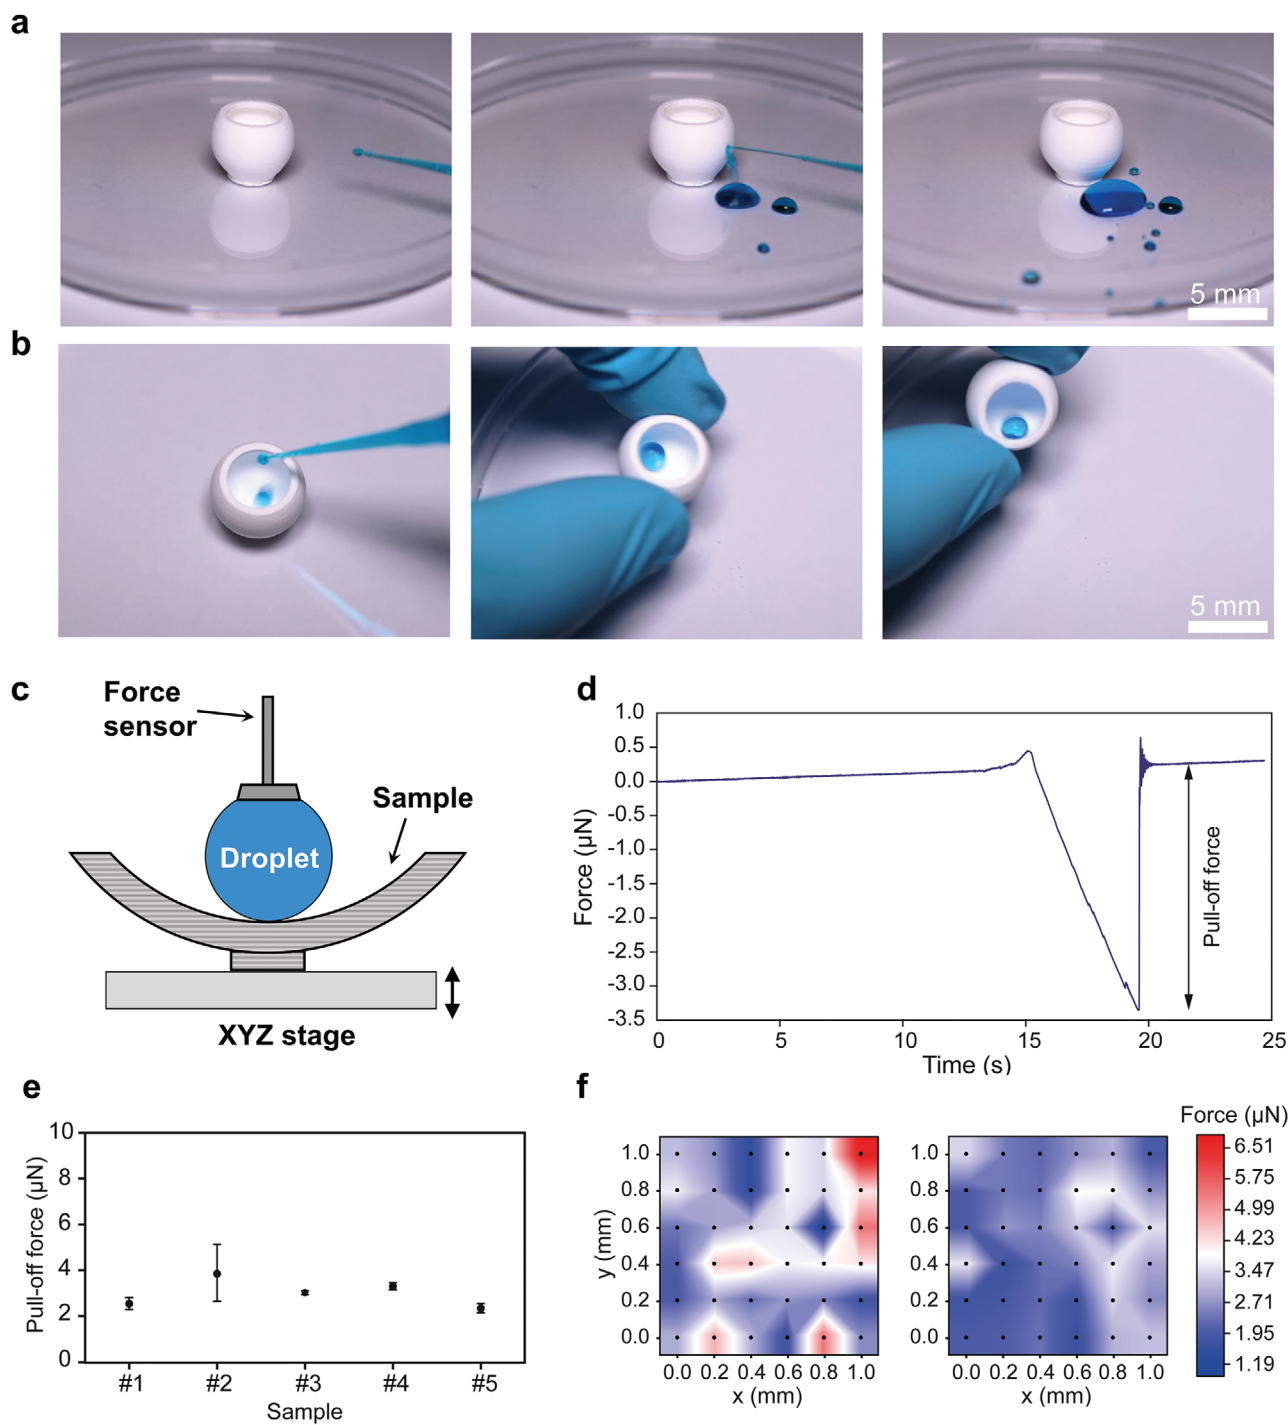 a
5 mm
b
5 mm
c
Force
sensor
Sample
Droplet
XYZ stage
d
1.0
0.5
0.0
-0.5
-1.0
-1.5
-2.0
-2.5
-3.0
-3.5
Force (µN)
Pull-off force
0 5 10 15 20 25
Time (s)
e
10
8
6
4
2
0
Pull-off force (µN)
#1 #2 #3 #4 #5
Sample
f
Force (µN)
1.0
0.8
0.6
0.4
0.2
0.0
y (mm)
0.0 0.2 0.4 0.6 0.8 1.0
x (mm)
1.0
0.8
0.6
0.4
0.2
0.0
0.0 0.2 0.4 0.6 0.8 1.0
x (mm)
6.51
5.75
4.99
4.23
3.47
2.71
1.95
1.19